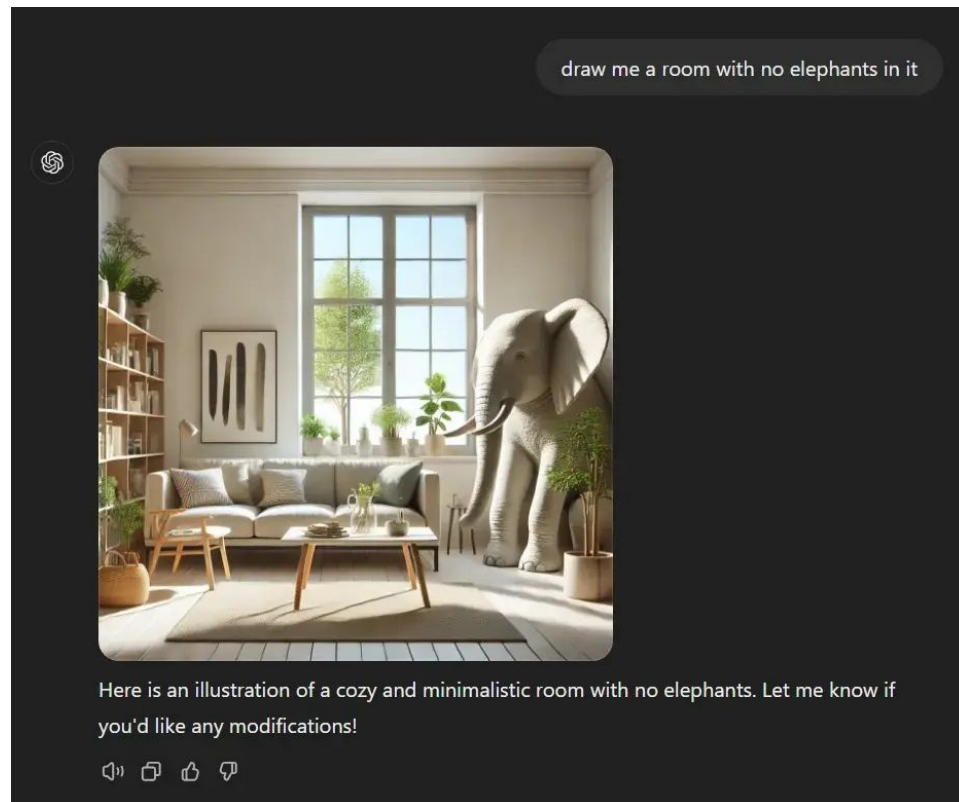 draw me a room with no elephants in it
Here is an illustration of a cozy and minimalistic room with no elephants. Let me know if
you'd like any modifications!